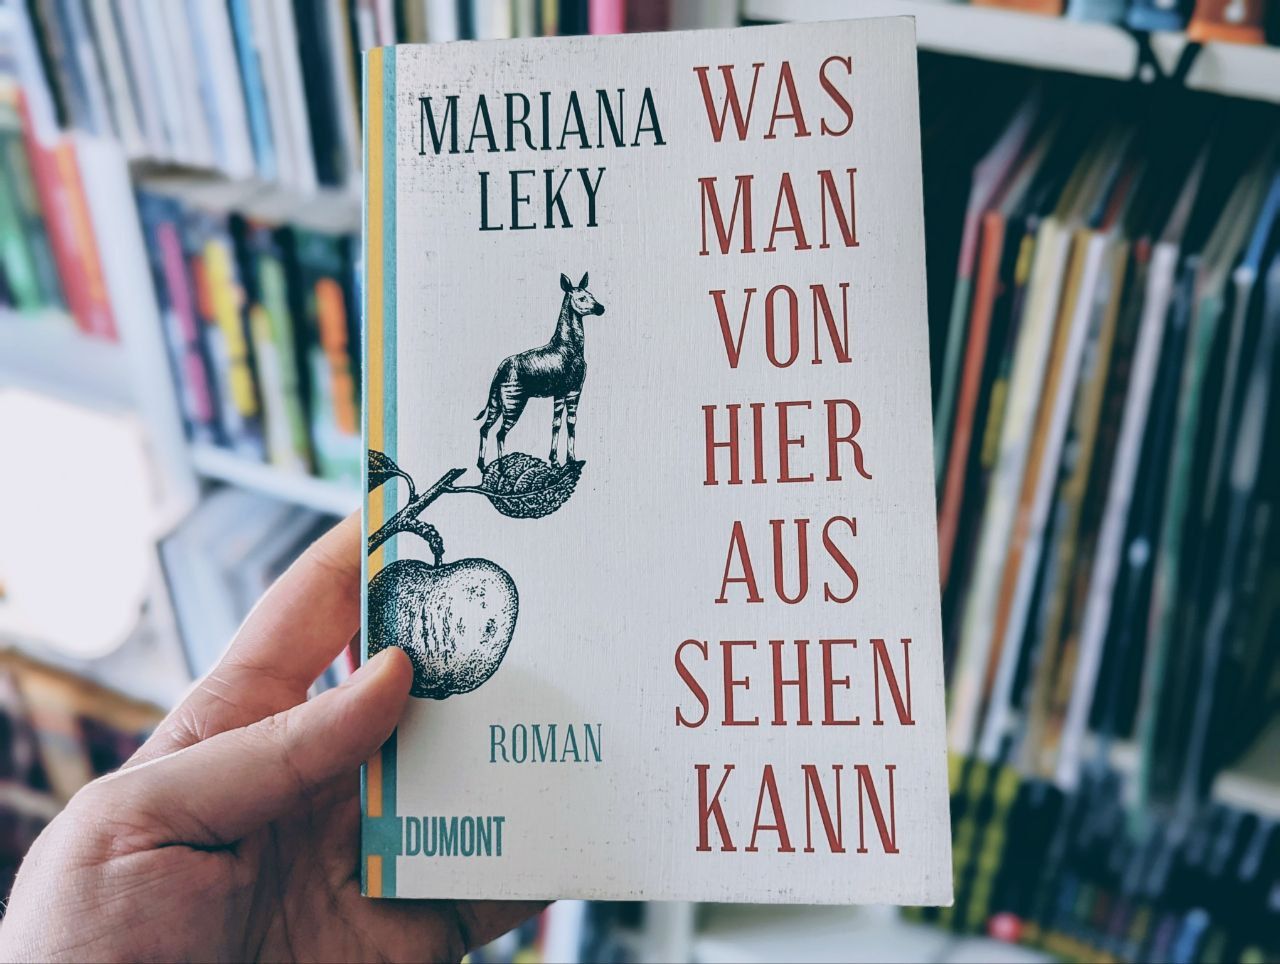 MARIANA
LEKY
WAS
MAN
VON
HIER
AUS
SEHEN
KANN
ROMAN
DUMONT